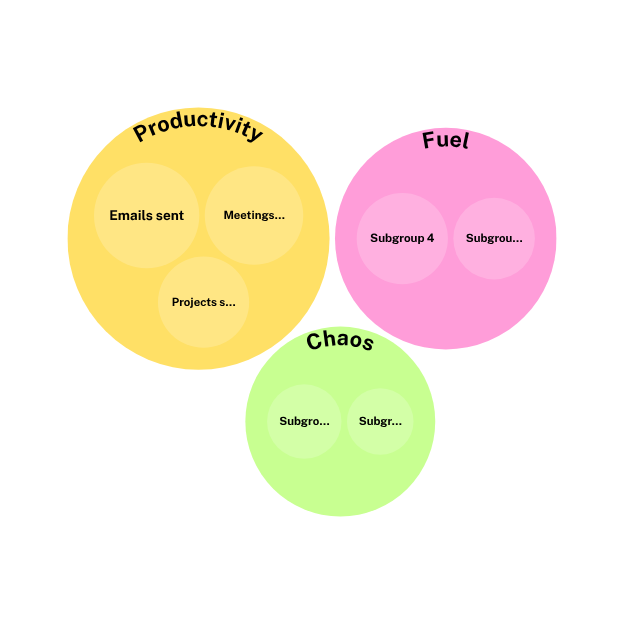 Productivity
Emails sent
Meetings...
Projects s...
Fuel
Subgroup 4
Subgrou...
Chaos
Subgro...
Subgr...